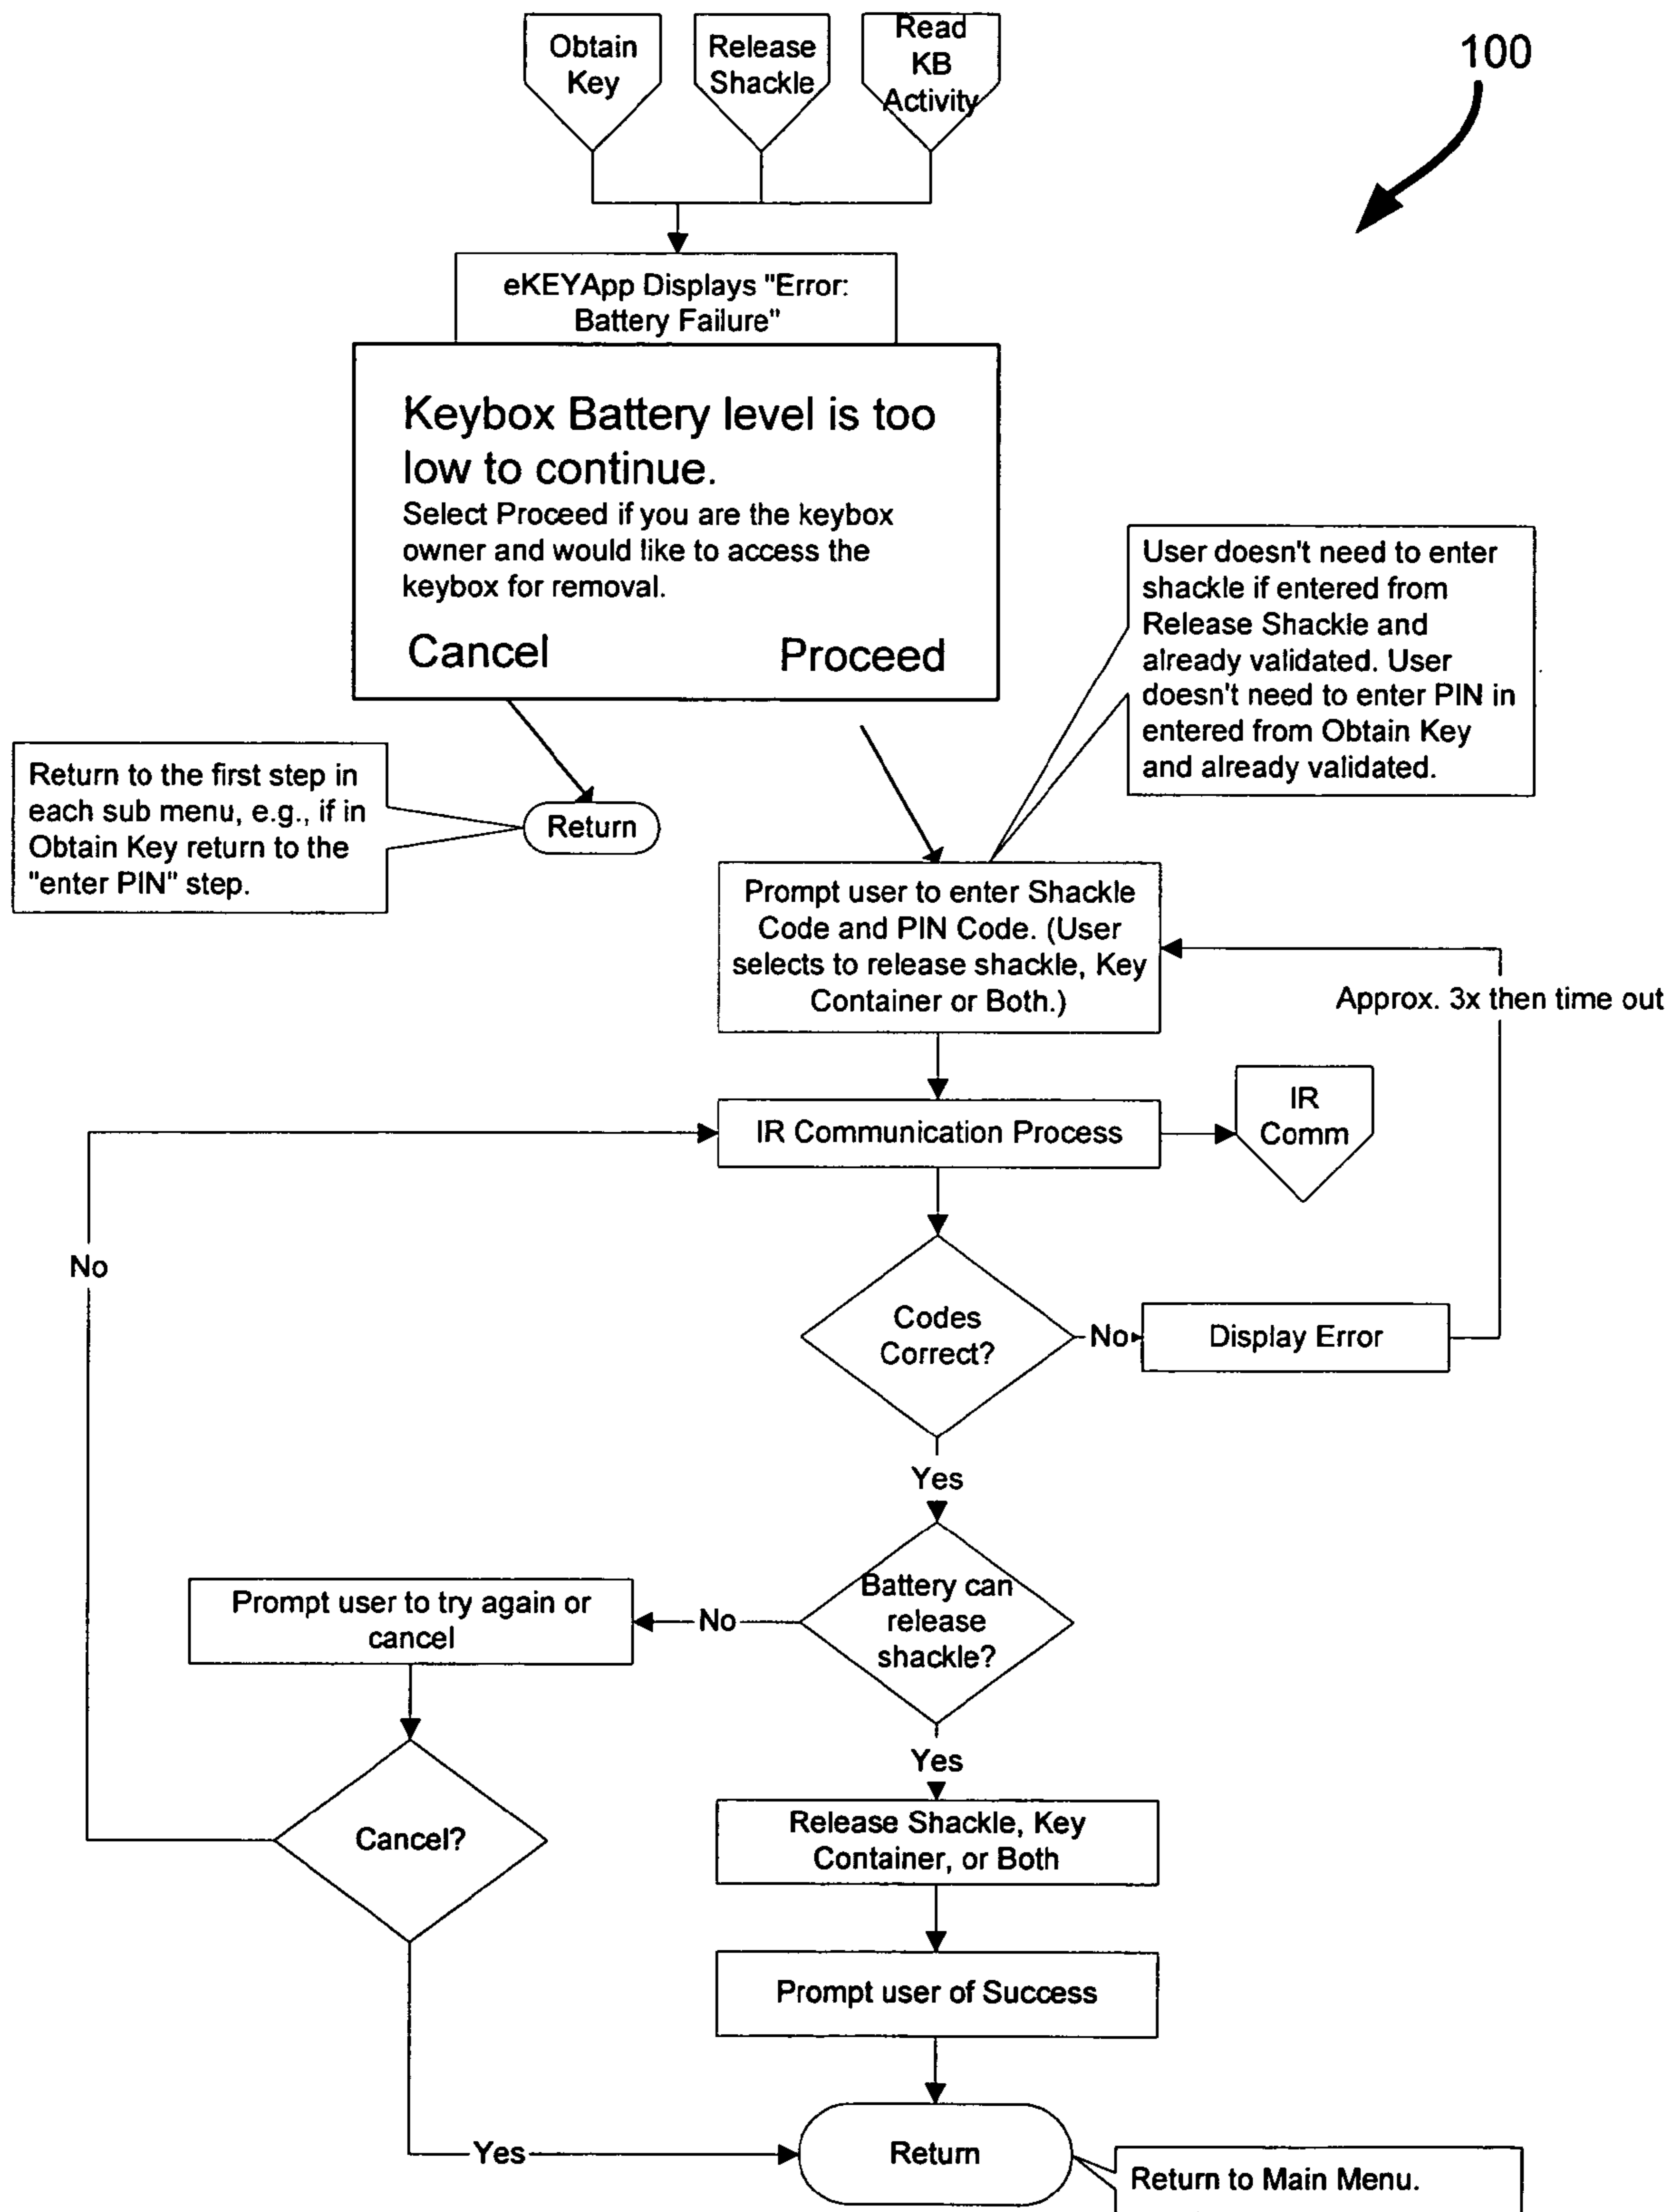 Obtain
Key
Release
Shackle
Read
KB
Activity
100
eKEYApp Displays "Error:
Battery Failure"
Keybox Battery level is too
low to continue.
Select Proceed if you are the keybox
owner and would like to access the
keybox for removal.
Cancel
Proceed
User doesn't need to enter
shackle if entered from
Release Shackle and
already validated. User
doesn't need to enter PIN in
entered from Obtain Key
and already validated.
Return to the first step in
each sub menu, e.g., if in
Obtain Key return to the
"enter PIN" step.
Return
Prompt user to enter Shackle
Code and PIN Code. (User
selects to release shackle, Key
Container or Both.)
Approx. 3x then time out
IR Communication Process
IR
Comm
No
Codes
Correct?
No
Display Error
Yes
Battery can
release
shackle?
No
Prompt user to try again or
cancel
Yes
Cancel?
Release Shackle, Key
Container, or Both
Prompt user of Success
Yes
Return
Return to Main Menu.